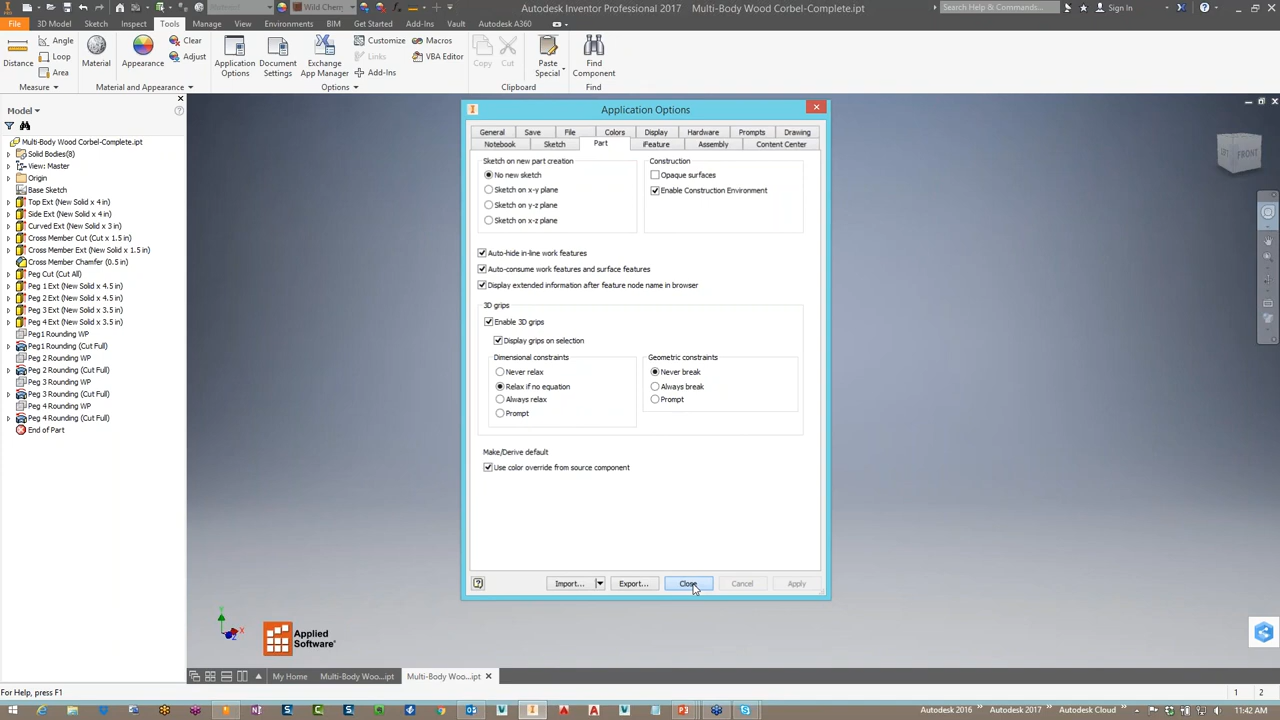 PRO
Wild Cherry
Autodesk Inventor Professional 2017 Multi-Body Wood Corbel-Complete.ipt
Search Help & Commands...
Sign In
File 3D Model Sketch Inspect Tools Manage View Environments BIM Get Started Add-Ins Vault Autodesk A360
Distance
Angle
Loop
Area
Material
Appearance
Clear
Adjust
Application Options
Document Settings
Exchange App Manager
Customize
Links
Add-Ins
Macros
VBA Editor
Copy
Cut
Paste Special
Find Component
Measure Material and Appearance Options Clipboard Find
Model
Multi-Body Wood Corbel-Complete.ipt
Solid Bodies(8)
View: Master
Origin
Base Sketch
Top Ext (New Solid x 4 in)
Side Ext (New Solid x 4 in)
Curved Ext (New Solid x 3 in)
Cross Member Cut (Cut x 1.5 in)
Cross Member Ext (New Solid x 1.5 in)
Cross Member Chamfer (0.5 in)
Peg Cut (Cut All)
Peg 1 Ext (New Solid x 4.5 in)
Peg 2 Ext (New Solid x 4.5 in)
Peg 3 Ext (New Solid x 3.5 in)
Peg 4 Ext (New Solid x 3.5 in)
Peg1 Rounding WP
Peg1 Rounding (Cut Full)
Peg 2 Rounding WP
Peg 2 Rounding (Cut Full)
Peg 3 Rounding WP
Peg 3 Rounding (Cut Full)
Peg 4 Rounding WP
Peg 4 Rounding (Cut Full)
End of Part
Application Options
General Save File Colors Display Hardware Prompts Drawing
Notebook Sketch Part iFeature Assembly Content Center
Sketch on new part creation
No new sketch
Sketch on x-y plane
Sketch on y-z plane
Sketch on x-z plane
Construction
Opaque surfaces
Enable Construction Environment
Auto-hide in-line work features
Auto-consume work features and surface features
Display extended information after feature node name in browser
3D grips
Enable 3D grips
Display grips on selection
Dimensional constraints
Never relax
Relax if no equation
Always relax
Prompt
Geometric constraints
Never break
Always break
Prompt
Make/Derive default
Use color override from source component
Import... Export... Close Cancel Apply
FRONT
Y
X
Z
Applied Software®
My Home Multi-Body Woo...ipt Multi-Body Woo...ipt
For Help, press F1
1 2
Autodesk 2016 Autodesk 2017 Autodesk Cloud 11:42 AM